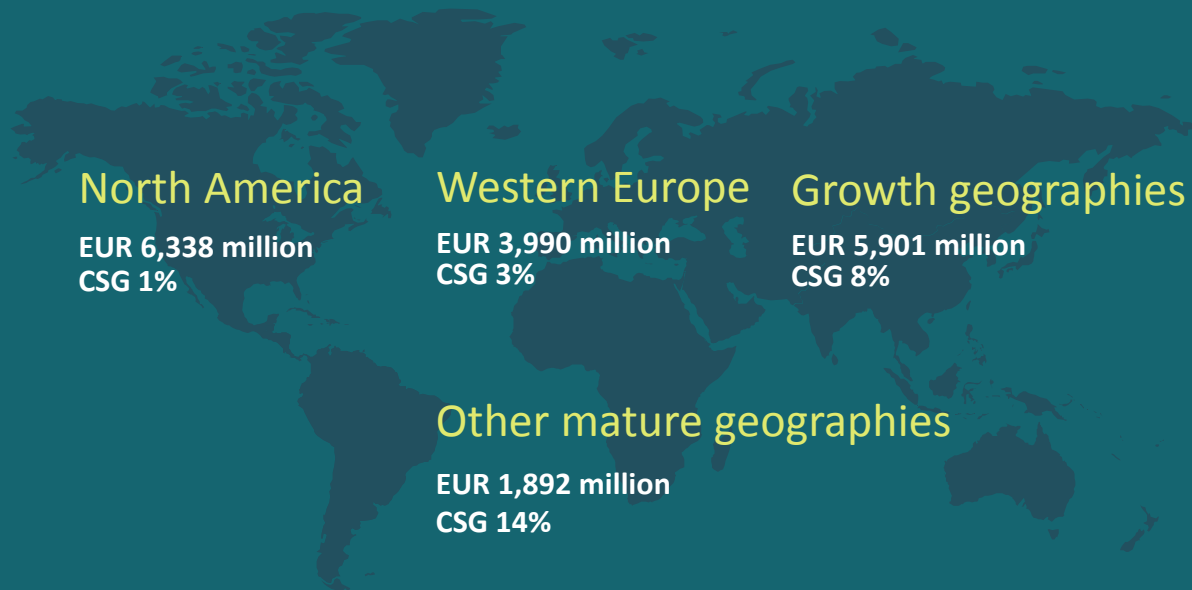 North America
EUR 6,338 million
CSG 1%
Western Europe
EUR 3,990 million
CSG 3%
Growth geographies
EUR 5,901 million
CSG 8%
Other mature geographies
EUR 1,892 million
CSG 14%